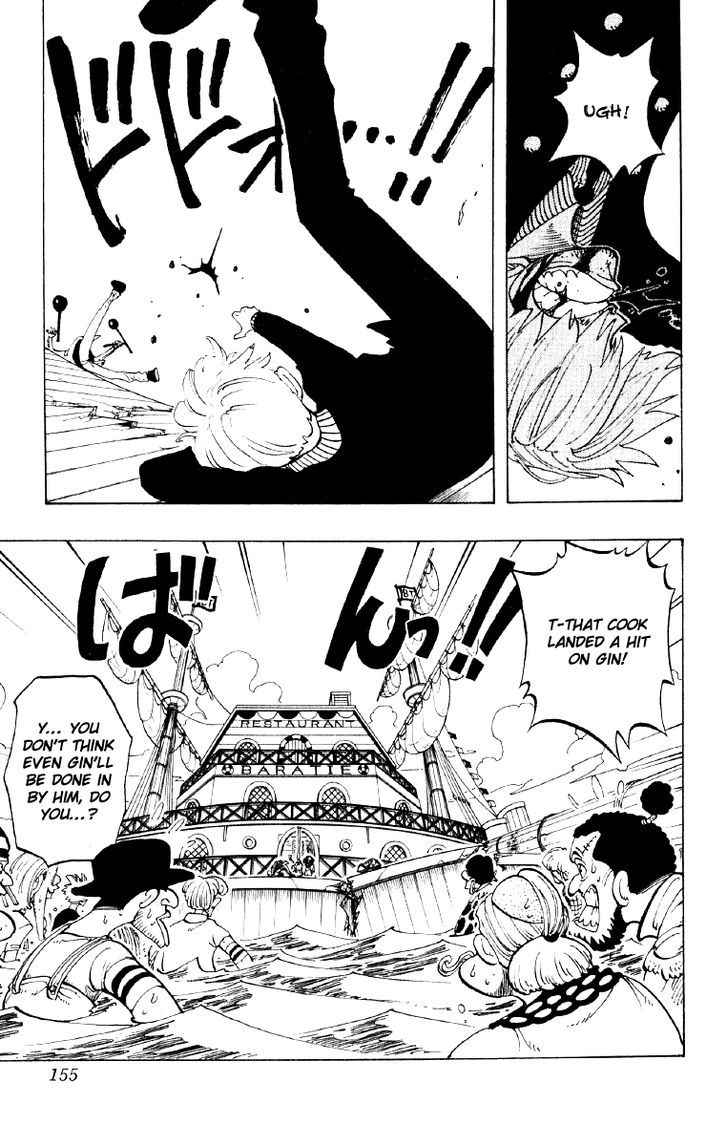 UGH!
ドドォ…!!
T-THAT COOK
LANDED A HIT
ON GIN!
ばんっ!!
RESTAURANT
BARATIE
Y... YOU
DON'T THINK
EVEN GIN'LL
BE DONE IN
BY HIM, DO
YOU...?
155